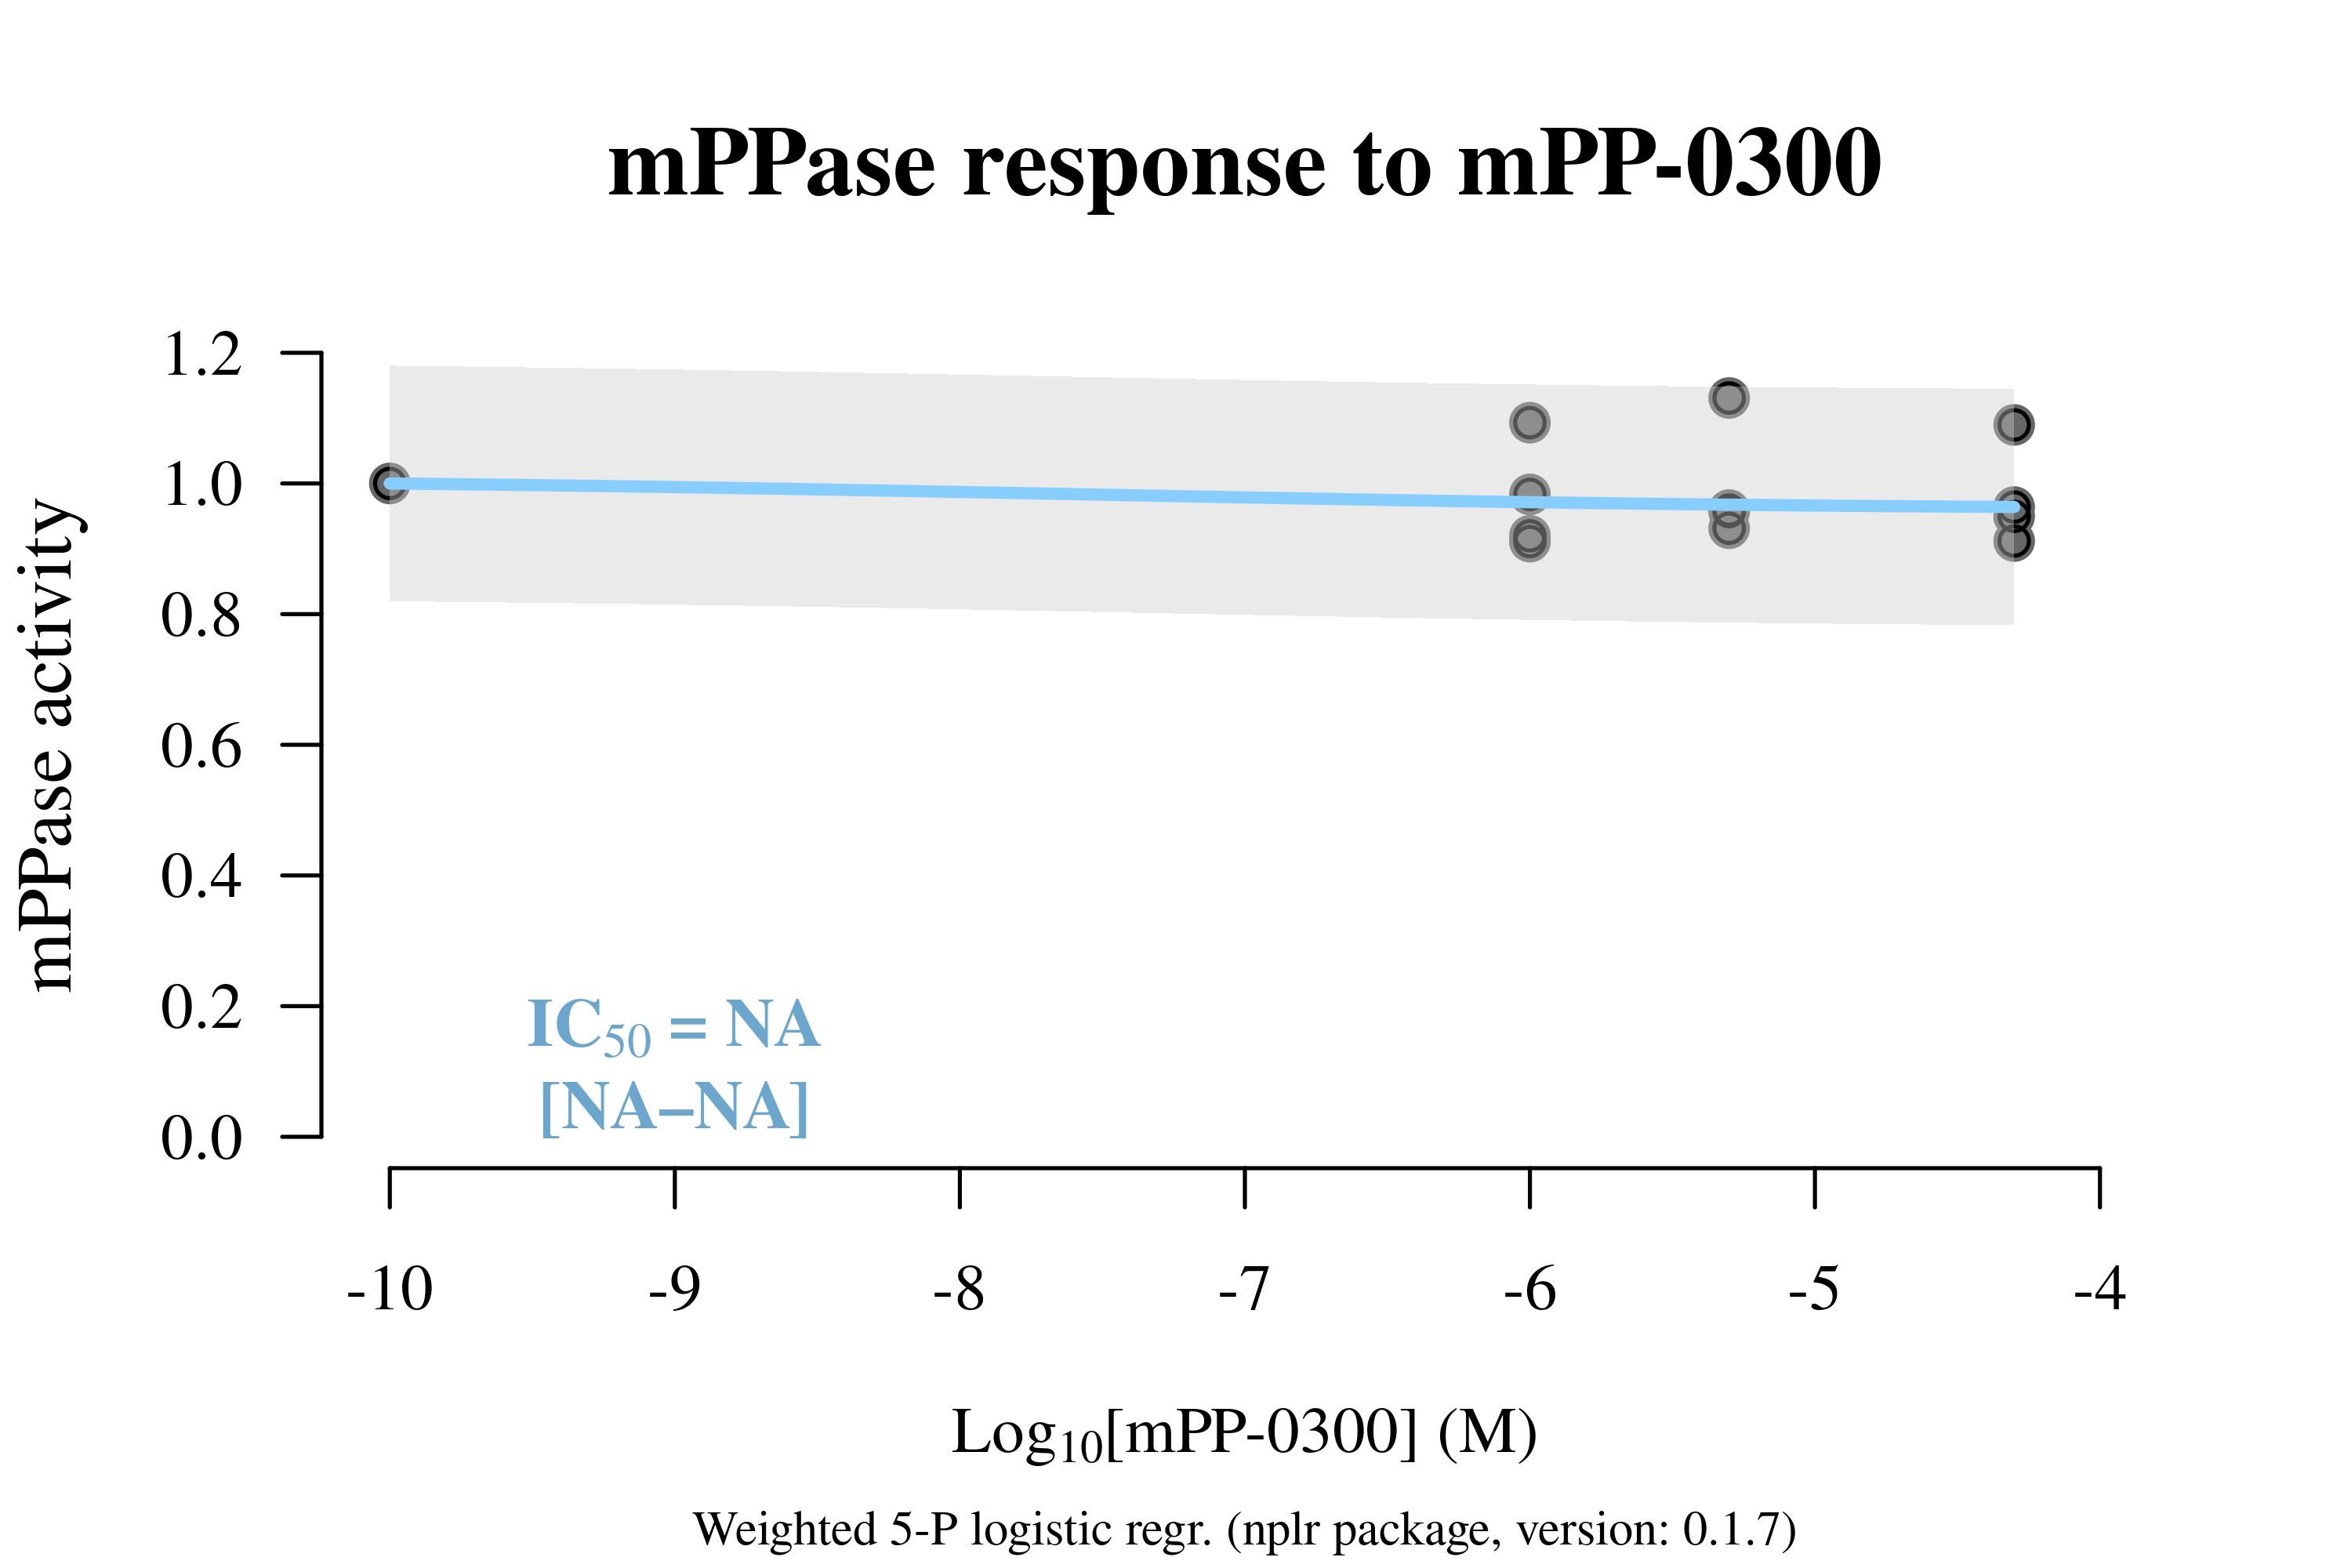 mPPase response to mPP-0300
mPPase activity
1.2
1.0
0.8
0.6
0.4
0.2
0.0
IC50 = NA
[NA–NA]
-10 -9 -8 -7 -6 -5 -4
Log10[mPP-0300] (M)
Weighted 5-P logistic regr. (nplr package, version: 0.1.7)